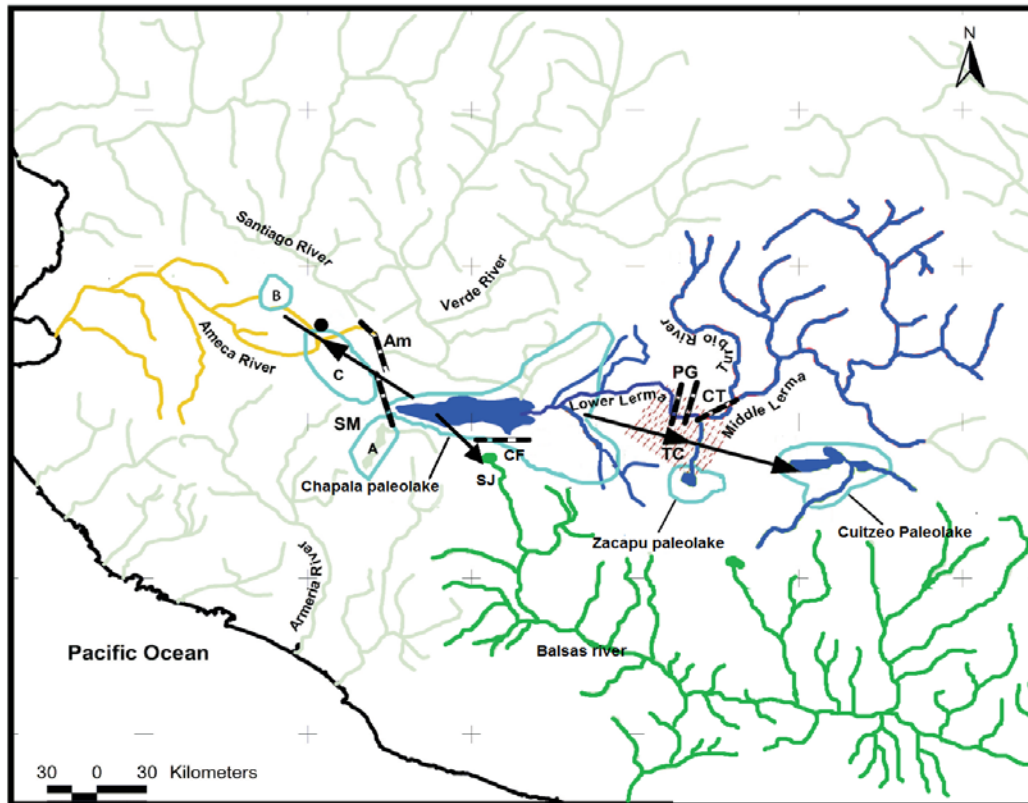 N
Santiago River
Verde River
B
Ameca River
Am
C
Turbio River
PG
CT
Lower Lerma
Middle Lerma
SM
A
CF
TC
SJ
Chapala paleolake
Zacapu paleolake
Cuitzeo Paleolake
Armeria River
Pacific Ocean
Balsas river
30 0 30 Kilometers